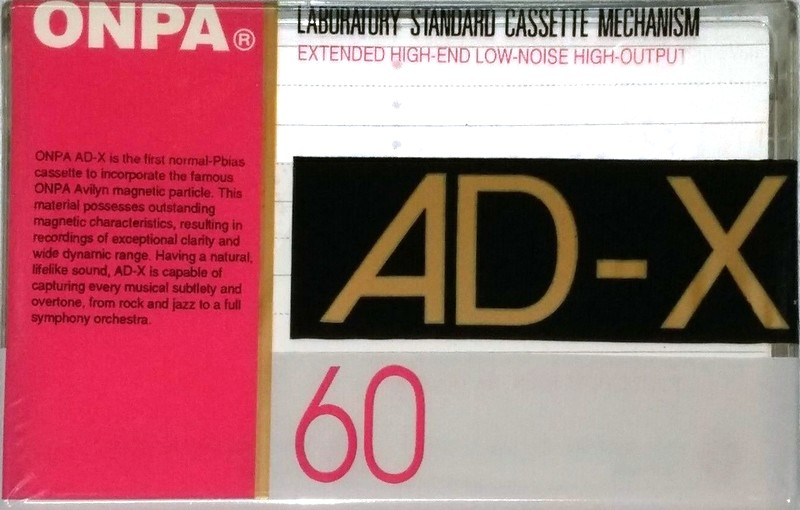 ONPA®
LABORATORY STANDARD CASSETTE MECHANISM
EXTENDED HIGH-END LOW-NOISE HIGH-OUTPUT
ONPA AD-X is the first normal-Pbias
cassette to incorporate the famous
ONPA Avilyn magnetic particle. This
material possesses outstanding
magnetic characteristics, resulting in
recordings of exceptional clarity and
wide dynamic range. Having a natural,
lifelike sound, AD-X is capable of
capturing every musical subtlety and
overtone, from rock and jazz to a full
symphony orchestra.
AD-X
60